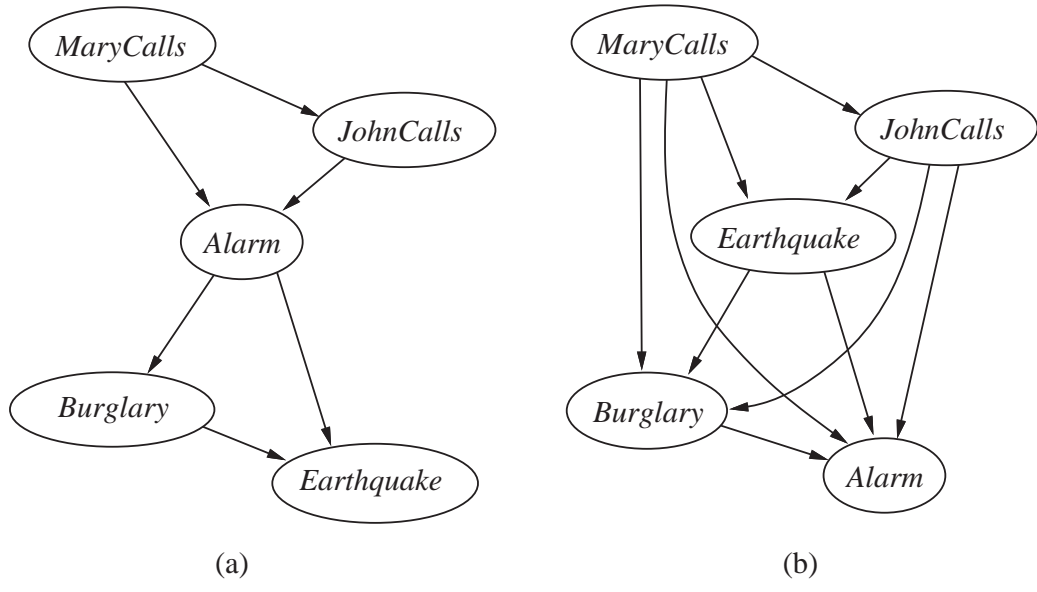 MaryCalls
JohnCalls
Alarm
Burglary
Earthquake
(a)
MaryCalls
JohnCalls
Earthquake
Burglary
Alarm
(b)